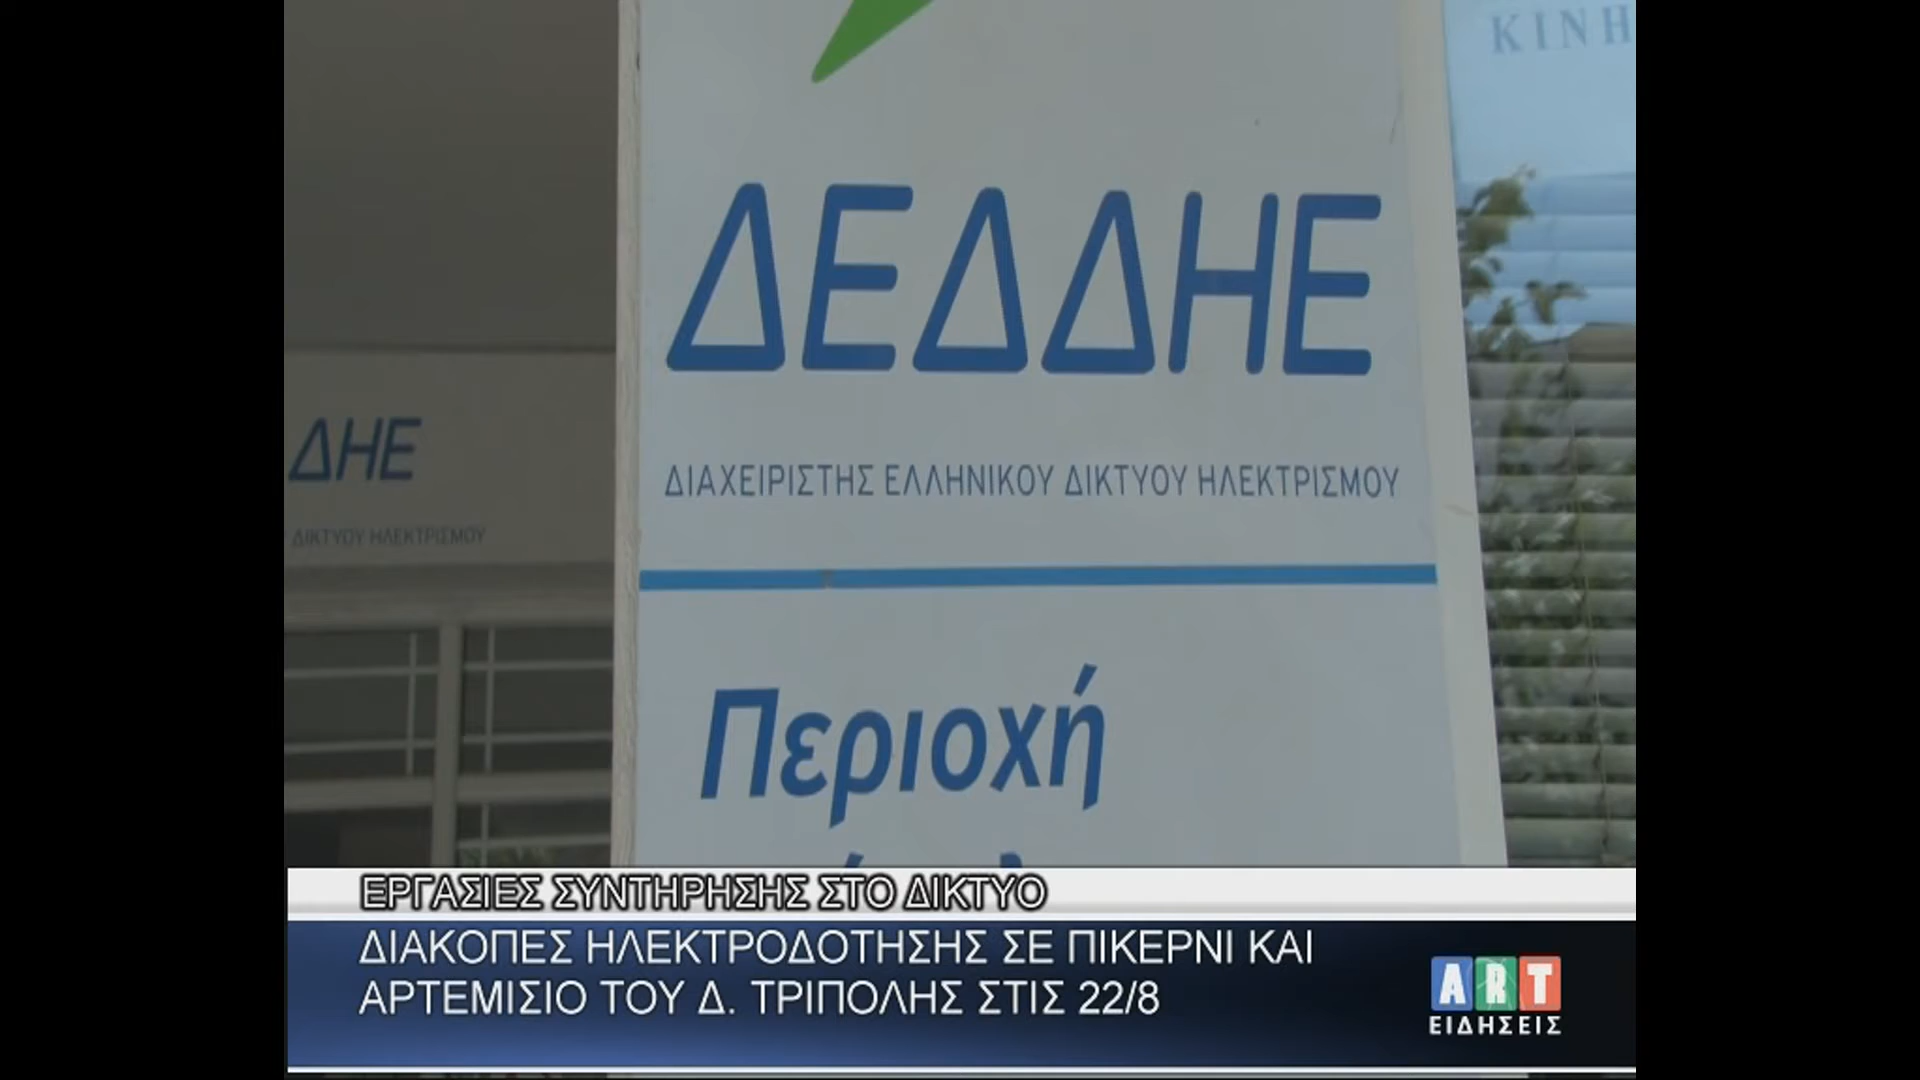 ΚΙΝΗ
ΔΕΔΔΗΕ
ΔΙΑΧΕΙΡΙΣΤΗΣ ΕΛΛΗΝΙΚΟΥ ΔΙΚΤΥΟΥ ΗΛΕΚΤΡΙΣΜΟΥ
ΔΗΕ
ΔΙΚΤΥΟΥ ΗΛΕΚΤΡΙΣΜΟΥ
Περιοχή
ΕΡΓΑΣΙΕΣ ΣΥΝΤΗΡΗΣΗΣ ΣΤΟ ΔΙΚΤΥΟ
ΔΙΑΚΟΠΕΣ ΗΛΕΚΤΡΟΔΟΤΗΣΗΣ ΣΕ ΠΙΚΕΡΝΙ ΚΑΙ
ΑΡΤΕΜΙΣΙΟ ΤΟΥ Δ. ΤΡΙΠΟΛΗΣ ΣΤΙΣ 22/8
ART
ΕΙΔΗΣΕΙΣ